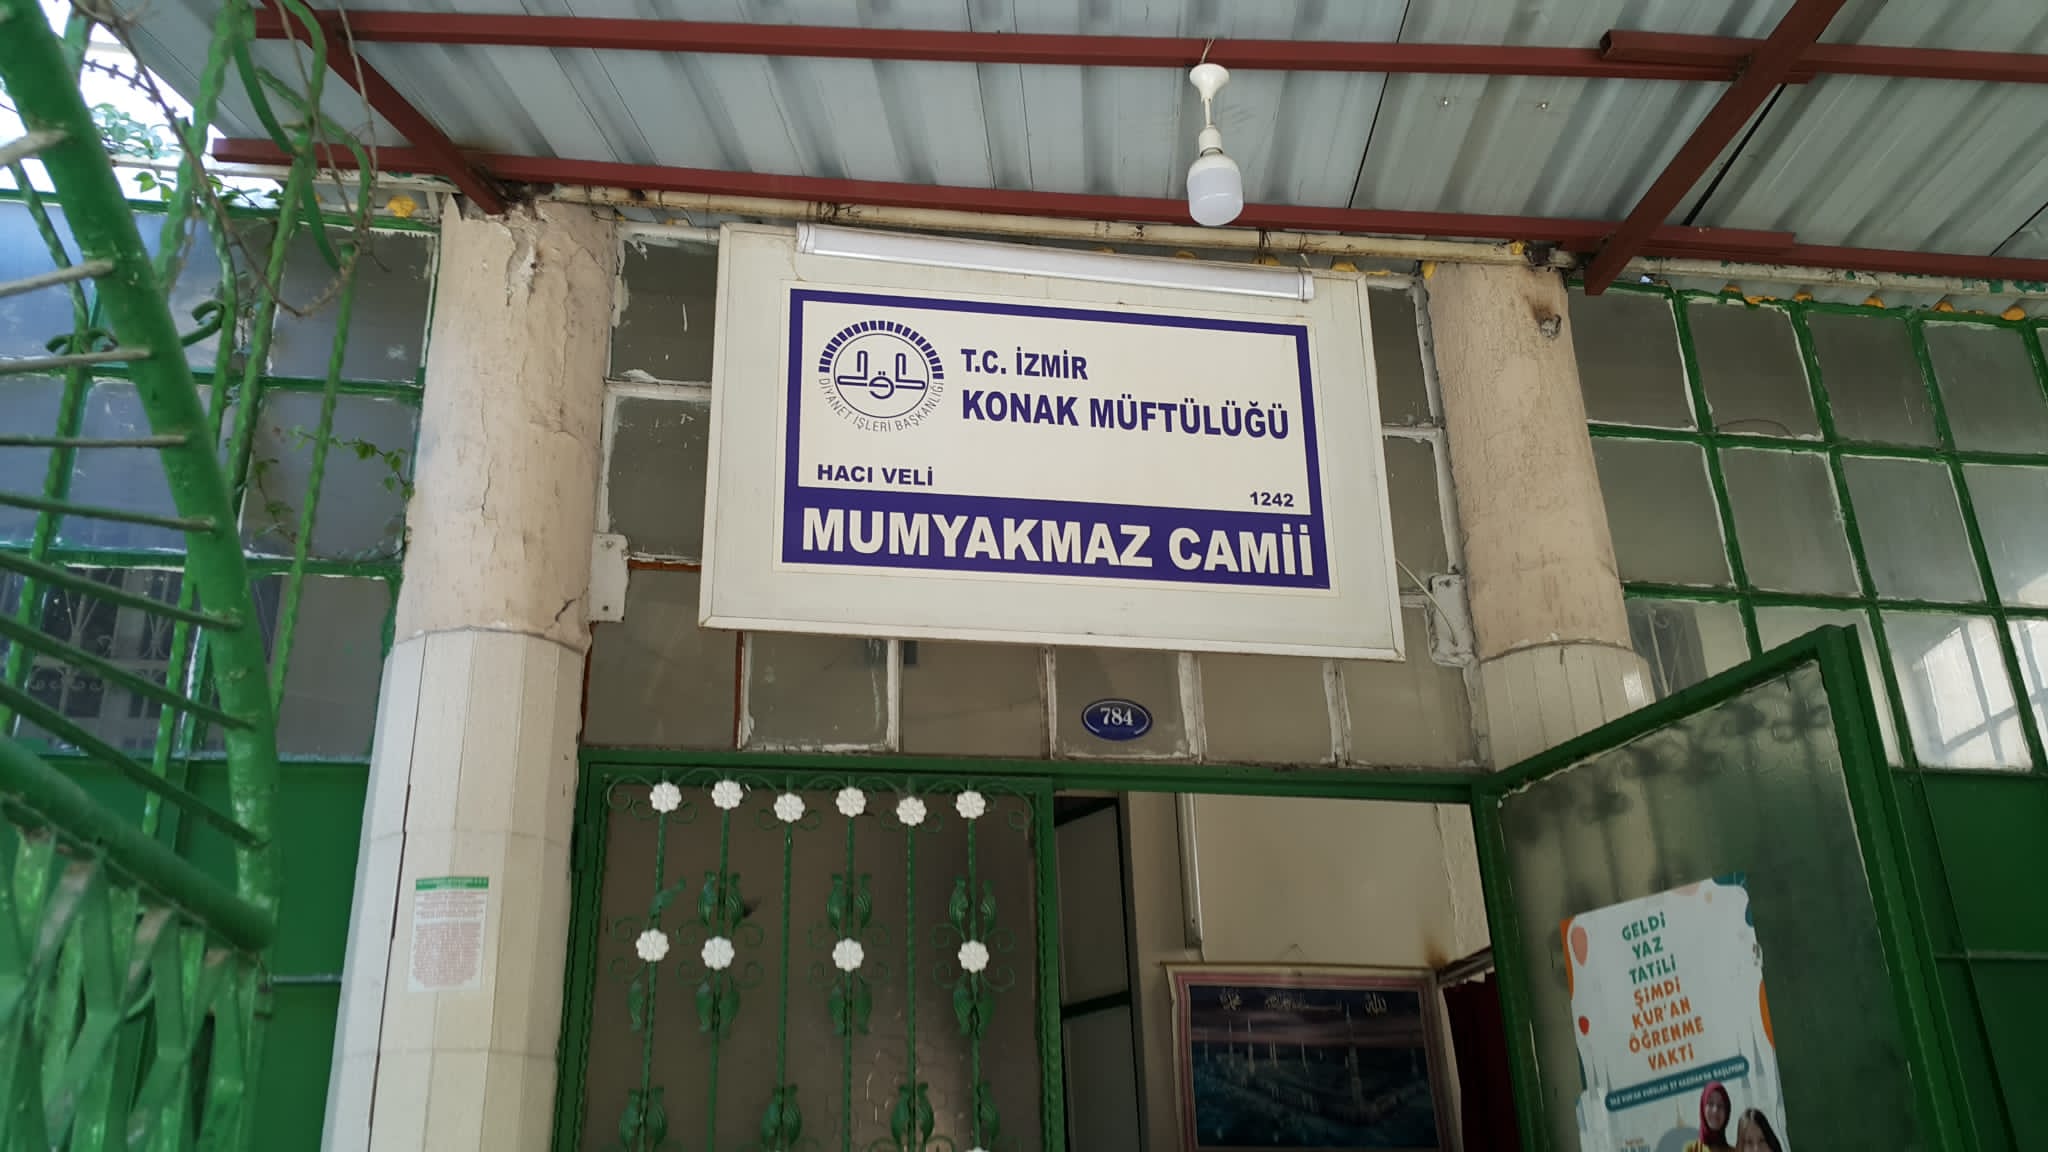 DİYANET İŞLERİ BAŞKANLIĞI
T.C. İZMİR
KONAK MÜFTÜLÜĞÜ
HACI VELİ
1242
MUMYAKMAZ CAMİİ
784
GELDİ
YAZ
TATİLİ
ŞİMDİ
KUR'AN
ÖĞRENME
VAKTİ